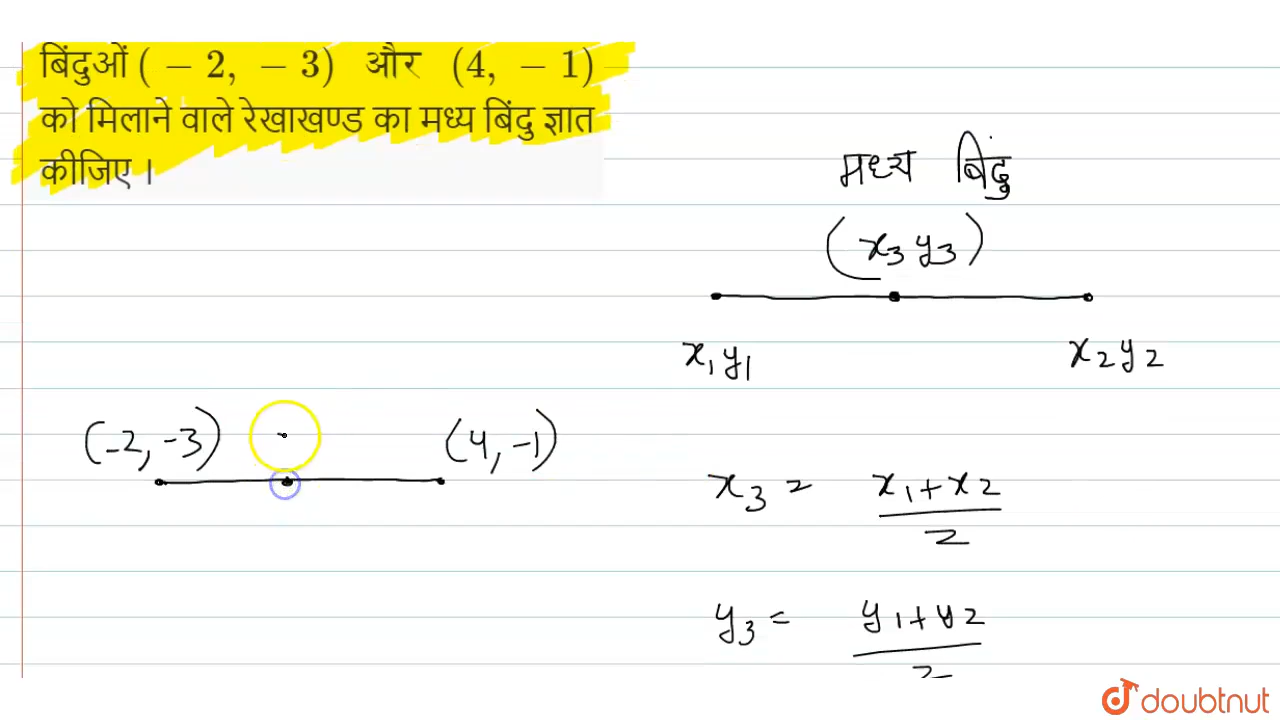 बिंदुओं ( − 2, − 3) और (4, − 1)
को मिलाने वाले रेखाखण्ड का मध्य बिंदु ज्ञात
कीजिए ।
मध्य बिंदु
(x3 y3)
x1 y1
x2 y2
(-2, -3)
(4, -1)
x3 = x1+x2
2
y3 = y1+y2
2
doubtnut